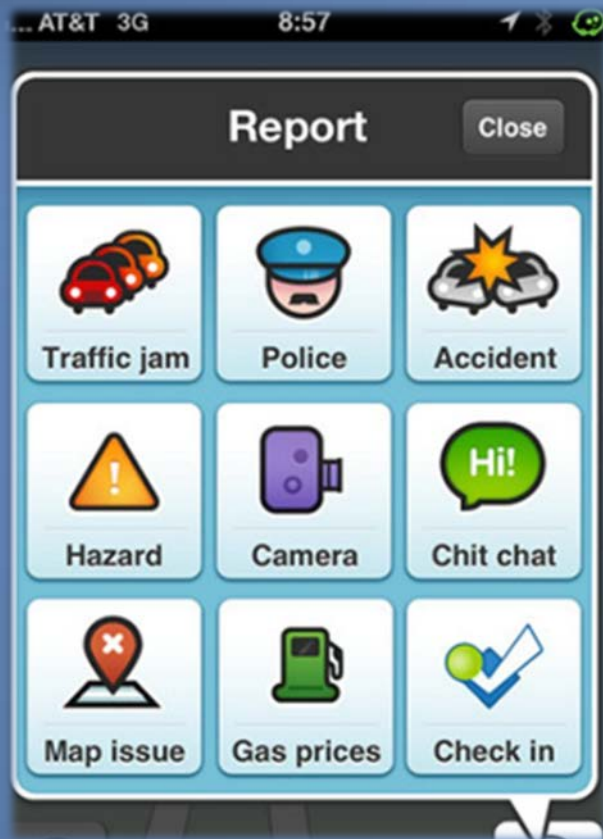 ... AT&T 3G 8:57
Report Close
Traffic jam Police Accident
! Hi!
Hazard Camera Chit chat
Map issue Gas prices Check in